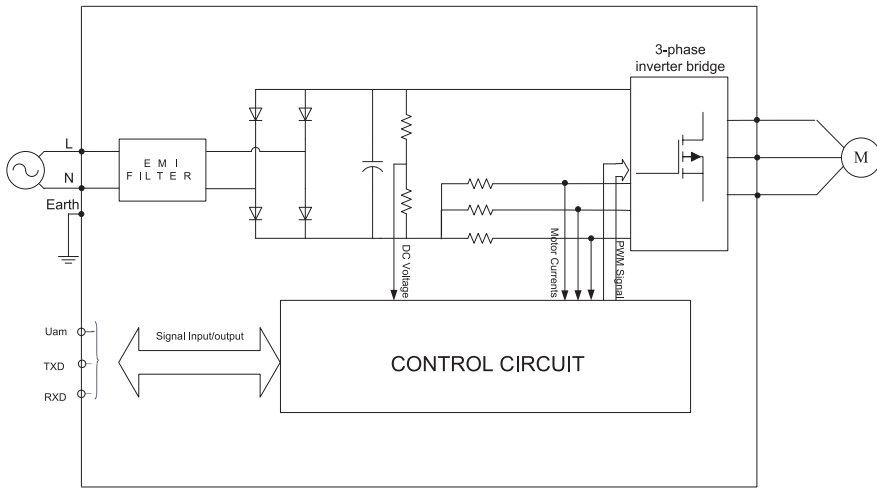 3-phase
inverter bridge
L
N
Earth
E M I
F I L T E R
M
DC Voltage
Motor Currents
PWM Signal
Uam
TXD
RXD
Signal Input/output
CONTROL CIRCUIT